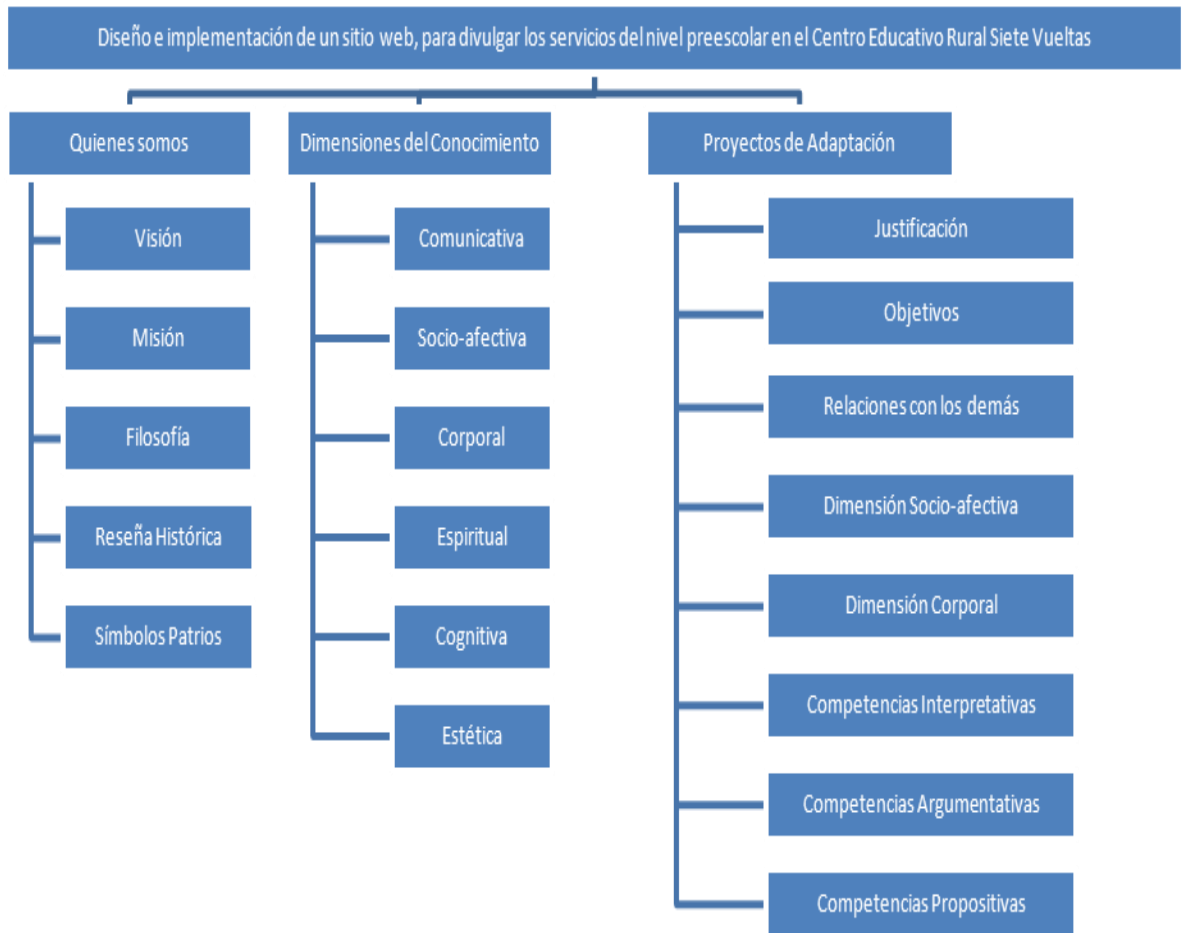 Diseño e implementación de un sitio web, para divulgar los servicios del nivel preescolar en el Centro Educativo Rural Siete Vueltas
Quienes somos
Visión
Misión
Filosofía
Reseña Histórica
Símbolos Patrios
Dimensiones del Conocimiento
Comunicativa
Socio-afectiva
Corporal
Espiritual
Cognitiva
Estética
Proyectos de Adaptación
Justificación
Objetivos
Relaciones con los demás
Dimensión Socio-afectiva
Dimensión Corporal
Competencias Interpretativas
Competencias Argumentativas
Competencias Propositivas